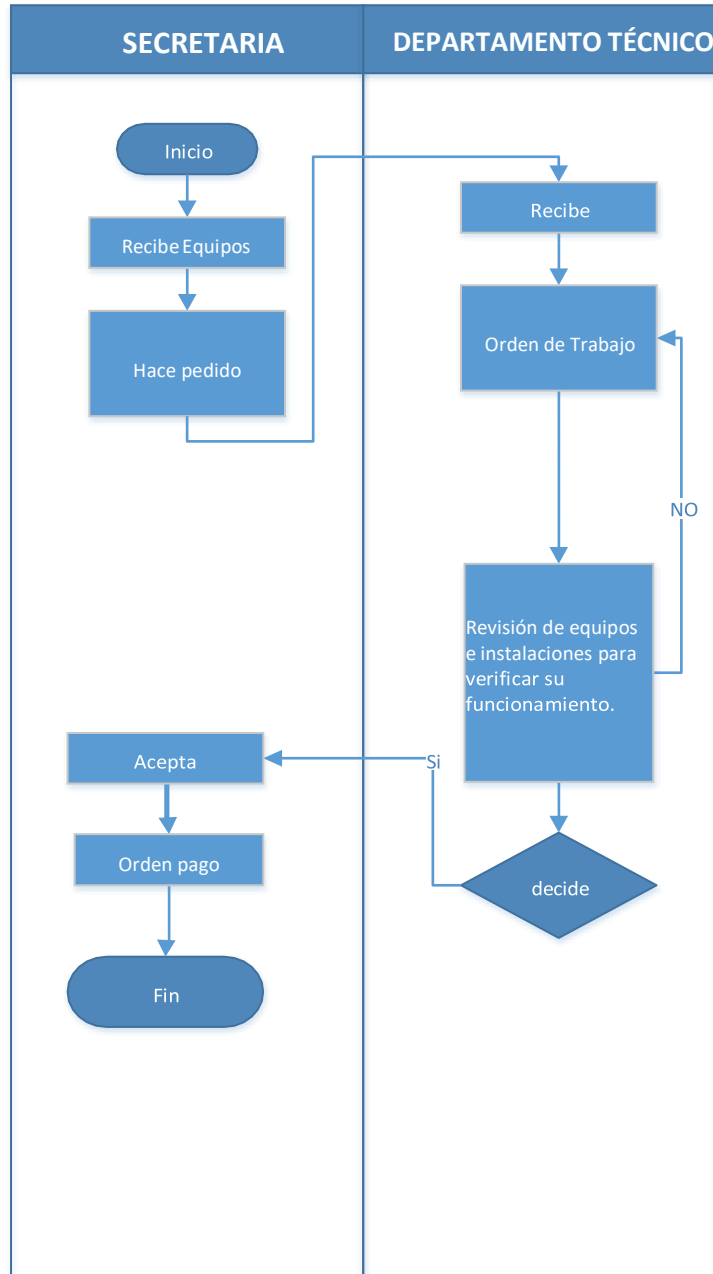 SECRETARIA
DEPARTAMENTO TÉCNICO
Inicio
Recibe Equipos
Hace pedido
Recibe
Orden de Trabajo
NO
Revisión de equipos
e instalaciones para
verificar su
funcionamiento.
Si
Acepta
Orden pago
decide
Fin